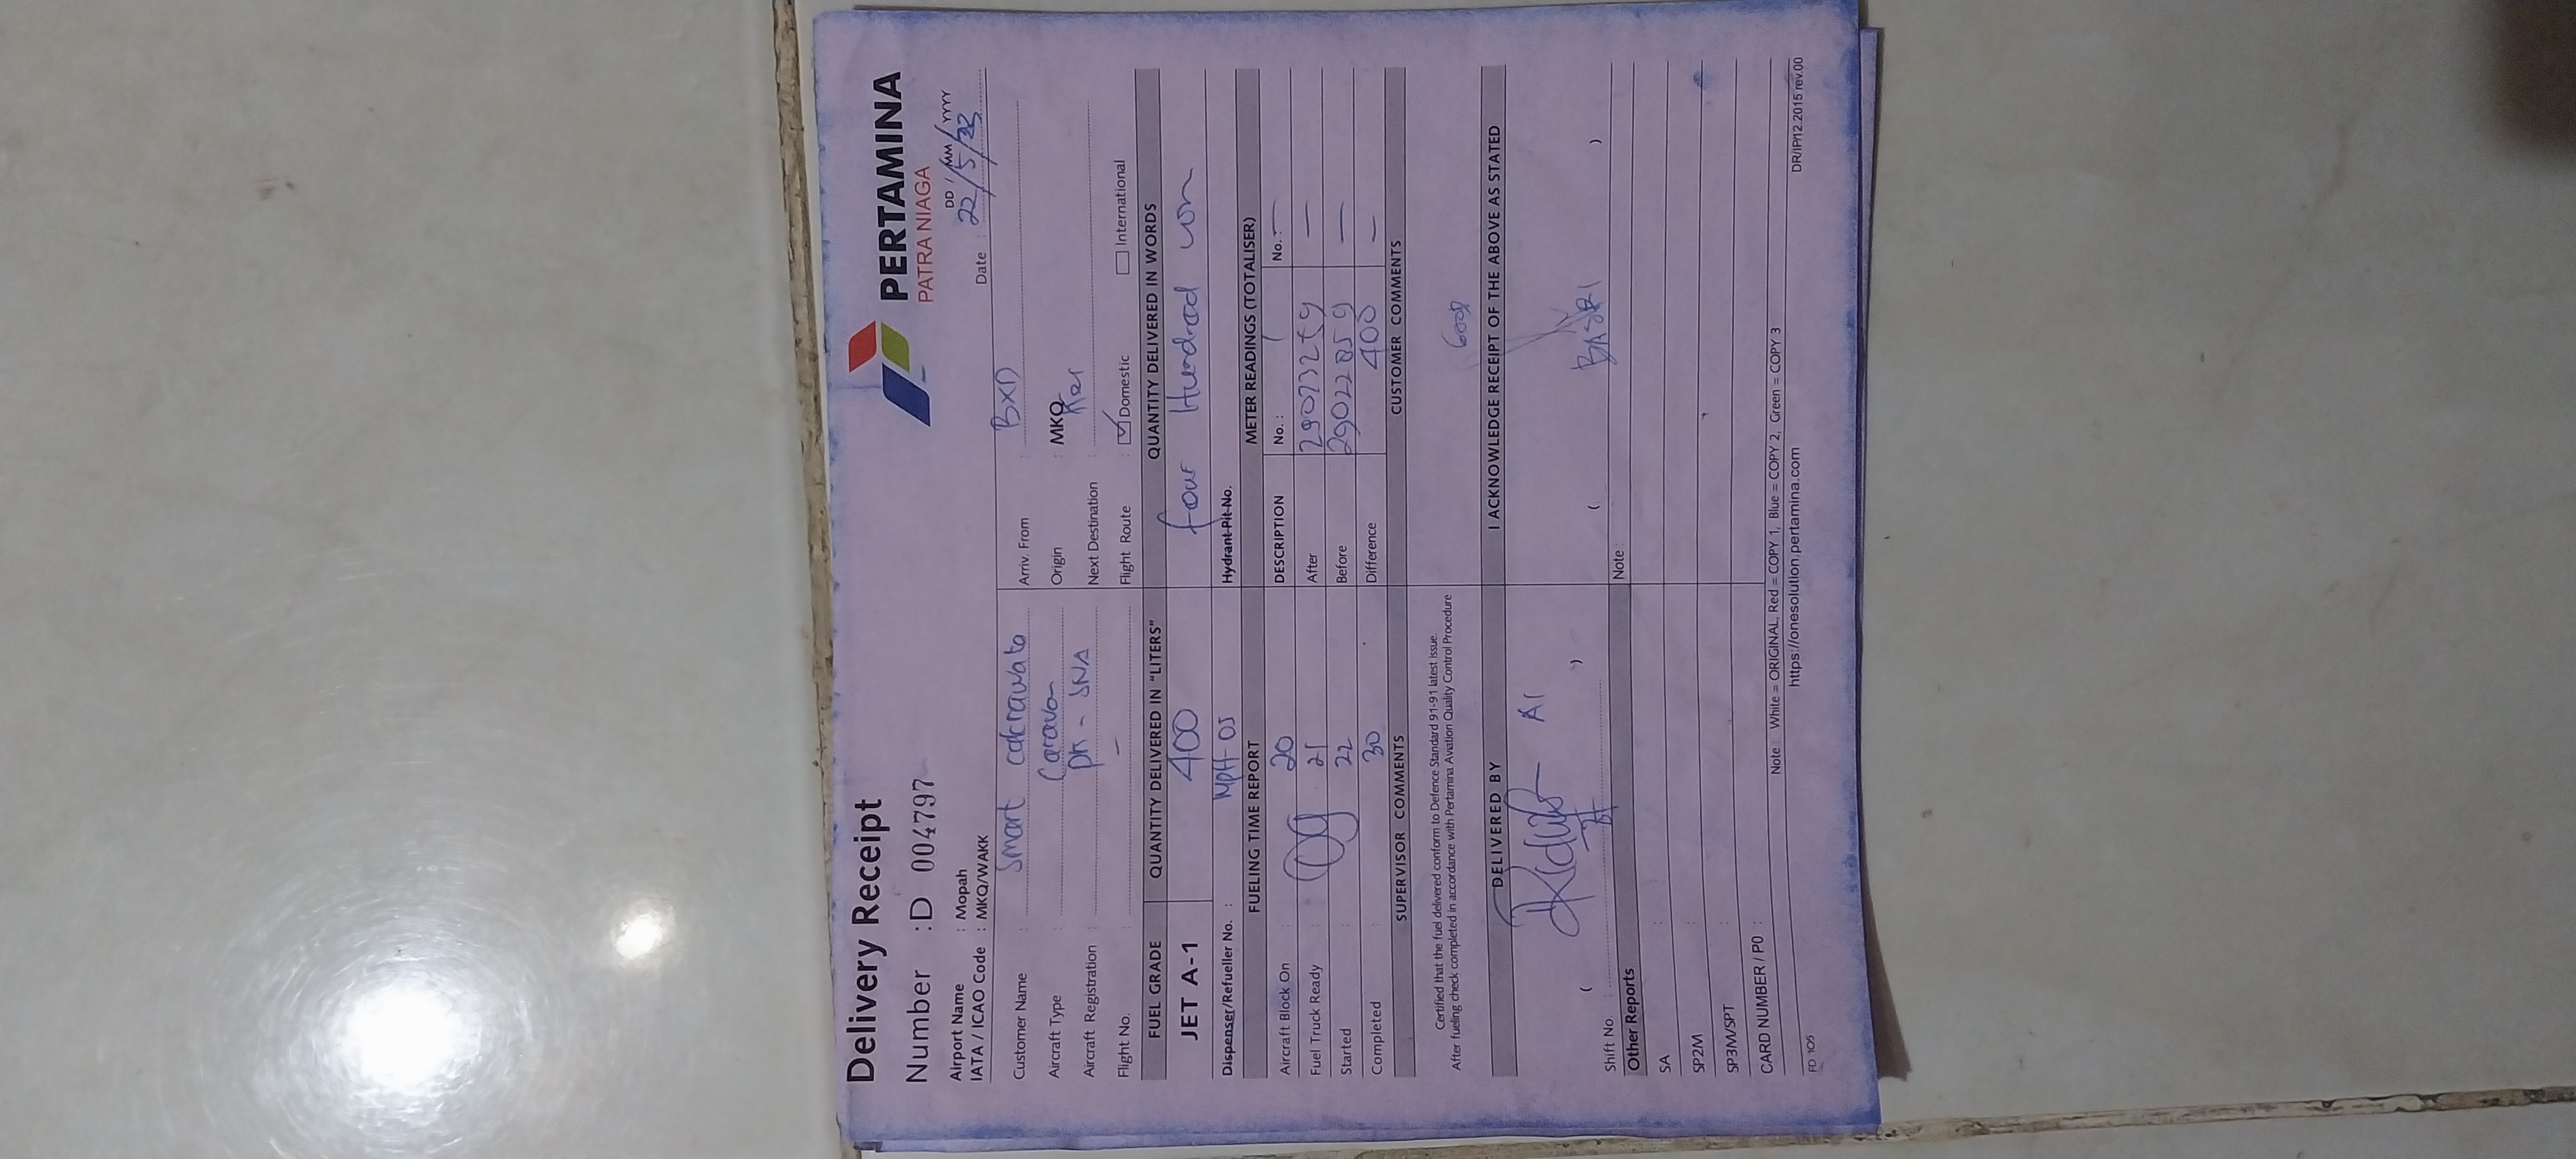 Delivery Receipt
PERTAMINA
PATRA NIAGA
Number : D 004797
DD / MM / YYYY
Airport Name : Mopah
Date : 22/5/
IATA / ICAO Code : MKQ/WAKK
Customer Name : Smart
Arriv. From : BXD
Aircraft Type : Caravan
Origin : MKQ
Aircraft Registration : PK - SNA
Next Destination :
Flight No. : -
Flight Route : Domestic International
FUEL GRADE QUANTITY DELIVERED IN "LITERS" QUANTITY DELIVERED IN WORDS
JET A-1 400 four Hundred
Dispenser/Refueller No. : MPH-05 Hydrant Pit No.
FUELING TIME REPORT METER READINGS (TOTALISER)
Aircraft Block On : 20 DESCRIPTION No. : No. : -
Fuel Truck Ready : 21 After -
Started : 22 Before -
Completed : 30 Difference 400 -
SUPERVISOR COMMENTS CUSTOMER COMMENTS
Certified that the fuel delivered conform to Defence Standard 91-91 latest issue.
After fueling check completed in accordance with Pertamina Aviation Quality Control Procedure
Good
DELIVERED BY I ACKNOWLEDGE RECEIPT OF THE ABOVE AS STATED
BASRI
Shift No :
Note :
Other Reports
SA :
SP2M :
SP3M/SPT :
CARD NUMBER / PO :
Note : White = ORIGINAL, Red = COPY 1, Blue = COPY 2, Green = COPY 3
https://onesolution.pertamina.com
FD 105
DR/IP/12.2015 rev.00